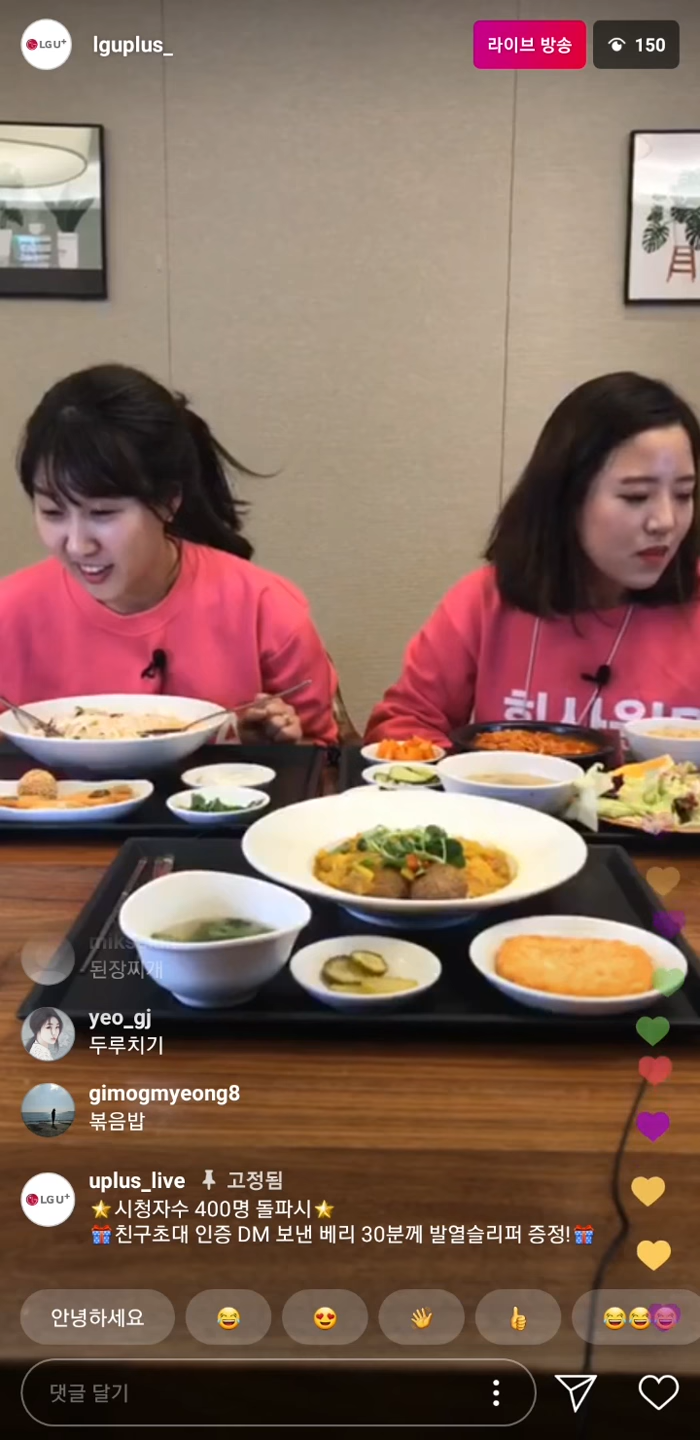 LGU+
lguplus_
라이브 방송
150
된장찌개
yeo_gj
두루치기
gimogmyeong8
볶음밥
LGU+
uplus_live 고정됨
🌟시청자수 400명 돌파시🌟
🎁친구초대 인증 DM 보낸 베리 30분께 발열슬리퍼 증정!🎁
안녕하세요 😂 😍 👋 👍 😂😂😂
댓글 달기